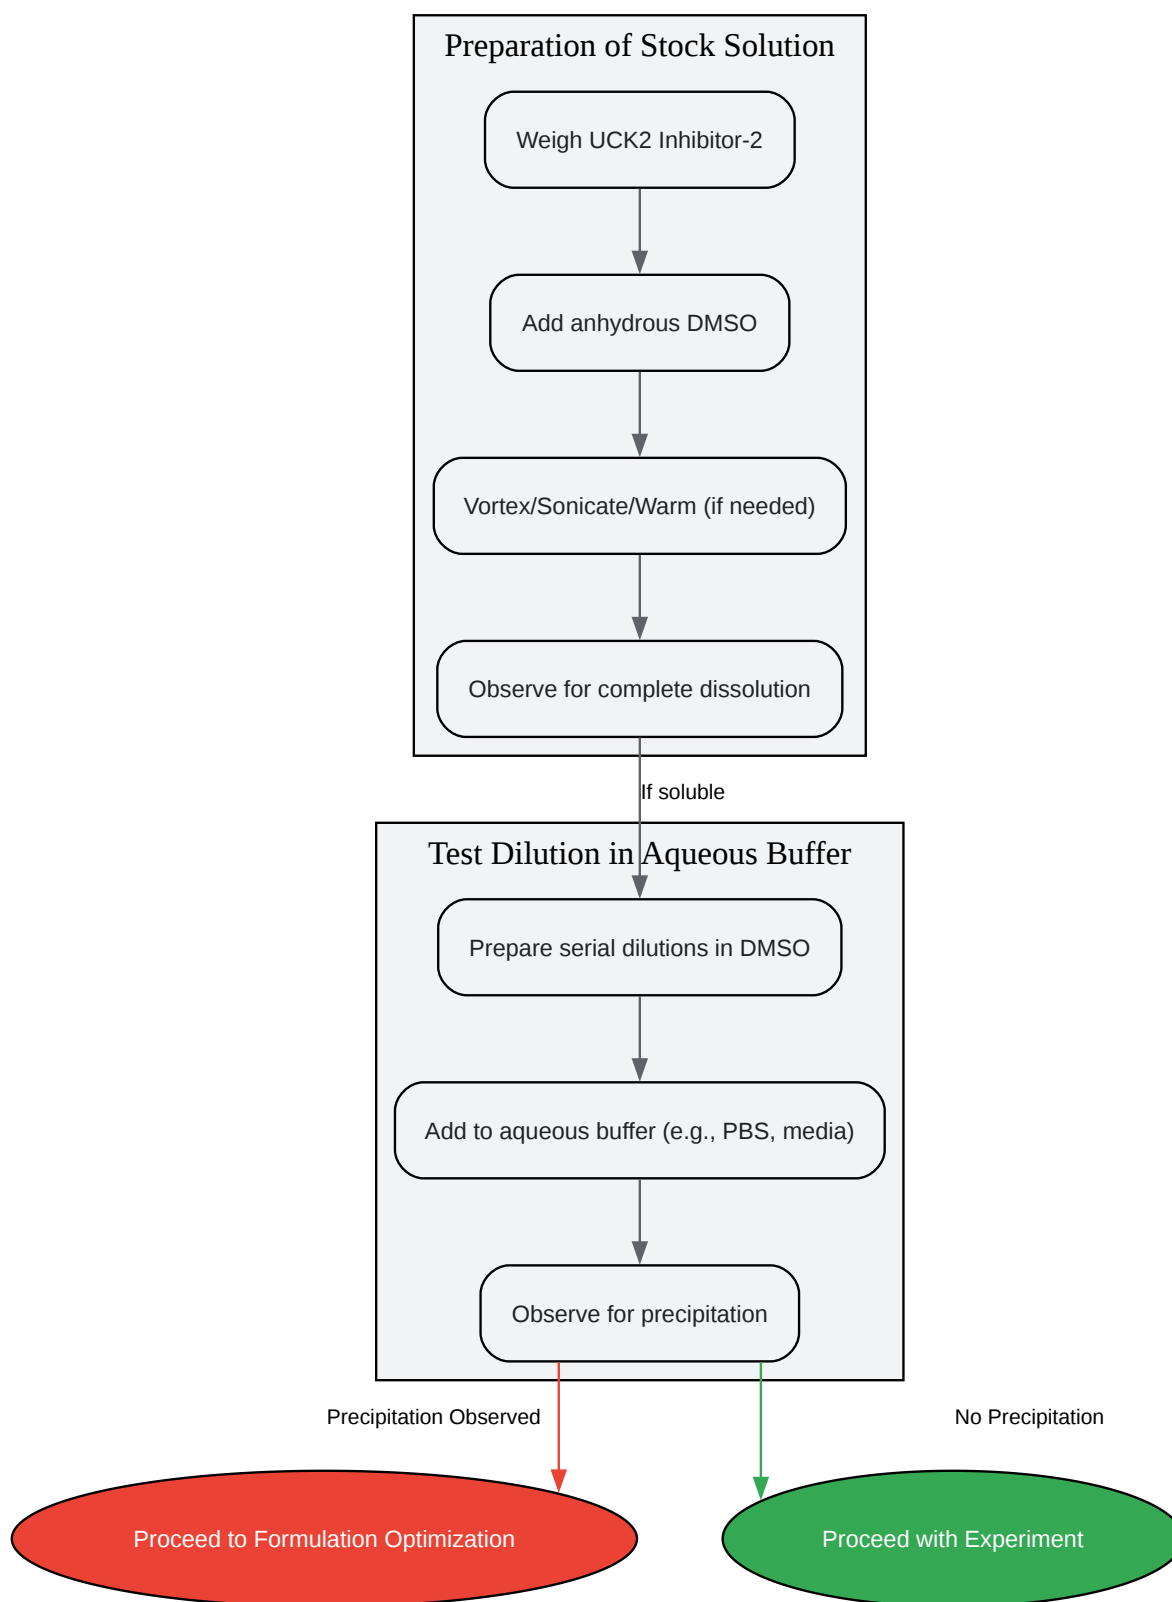 Preparation of Stock Solution
Weigh UCK2 Inhibitor-2
Add anhydrous DMSO
Vortex/Sonicate/Warm (if needed)
Observe for complete dissolution
If soluble
Test Dilution in Aqueous Buffer
Prepare serial dilutions in DMSO
Add to aqueous buffer (e.g., PBS, media)
Observe for precipitation
Precipitation Observed
No Precipitation
Proceed to Formulation Optimization
Proceed with Experiment